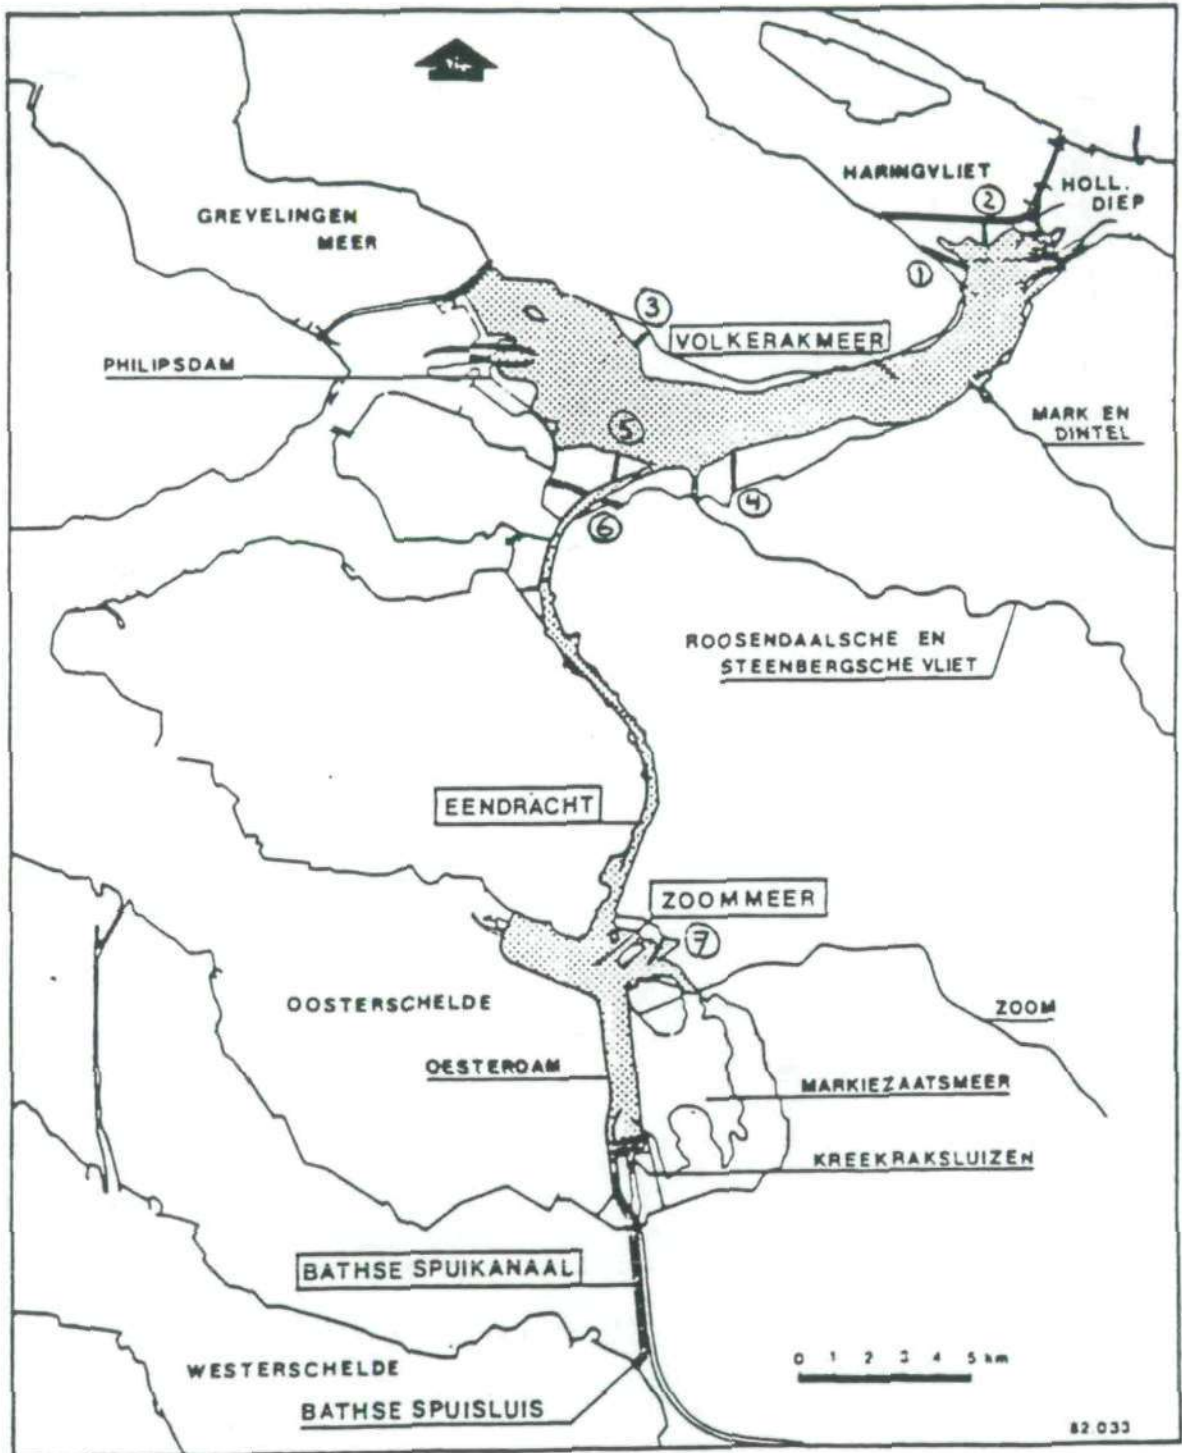 HARINGVLIET
HOLL.
DIEP
2
GREVELINGEN
MEER
1
3
VOLKERAKMEER
PHILIPSDAM
MARK EN
DINTEL
5
4
6
ROOSENDAALSCHE EN
STEENBERGSCHE VLIET
EENDRACHT
ZOOMMEER
7
OOSTERSCHELDE
ZOOM
OESTERDAM
MARKIEZAATSMEER
KREEKRAKSLUIZEN
BATHSE SPUIKANAAL
0 1 2 3 4 5 km
WESTERSCHELDE
BATHSE SPUISLUIS
82.033